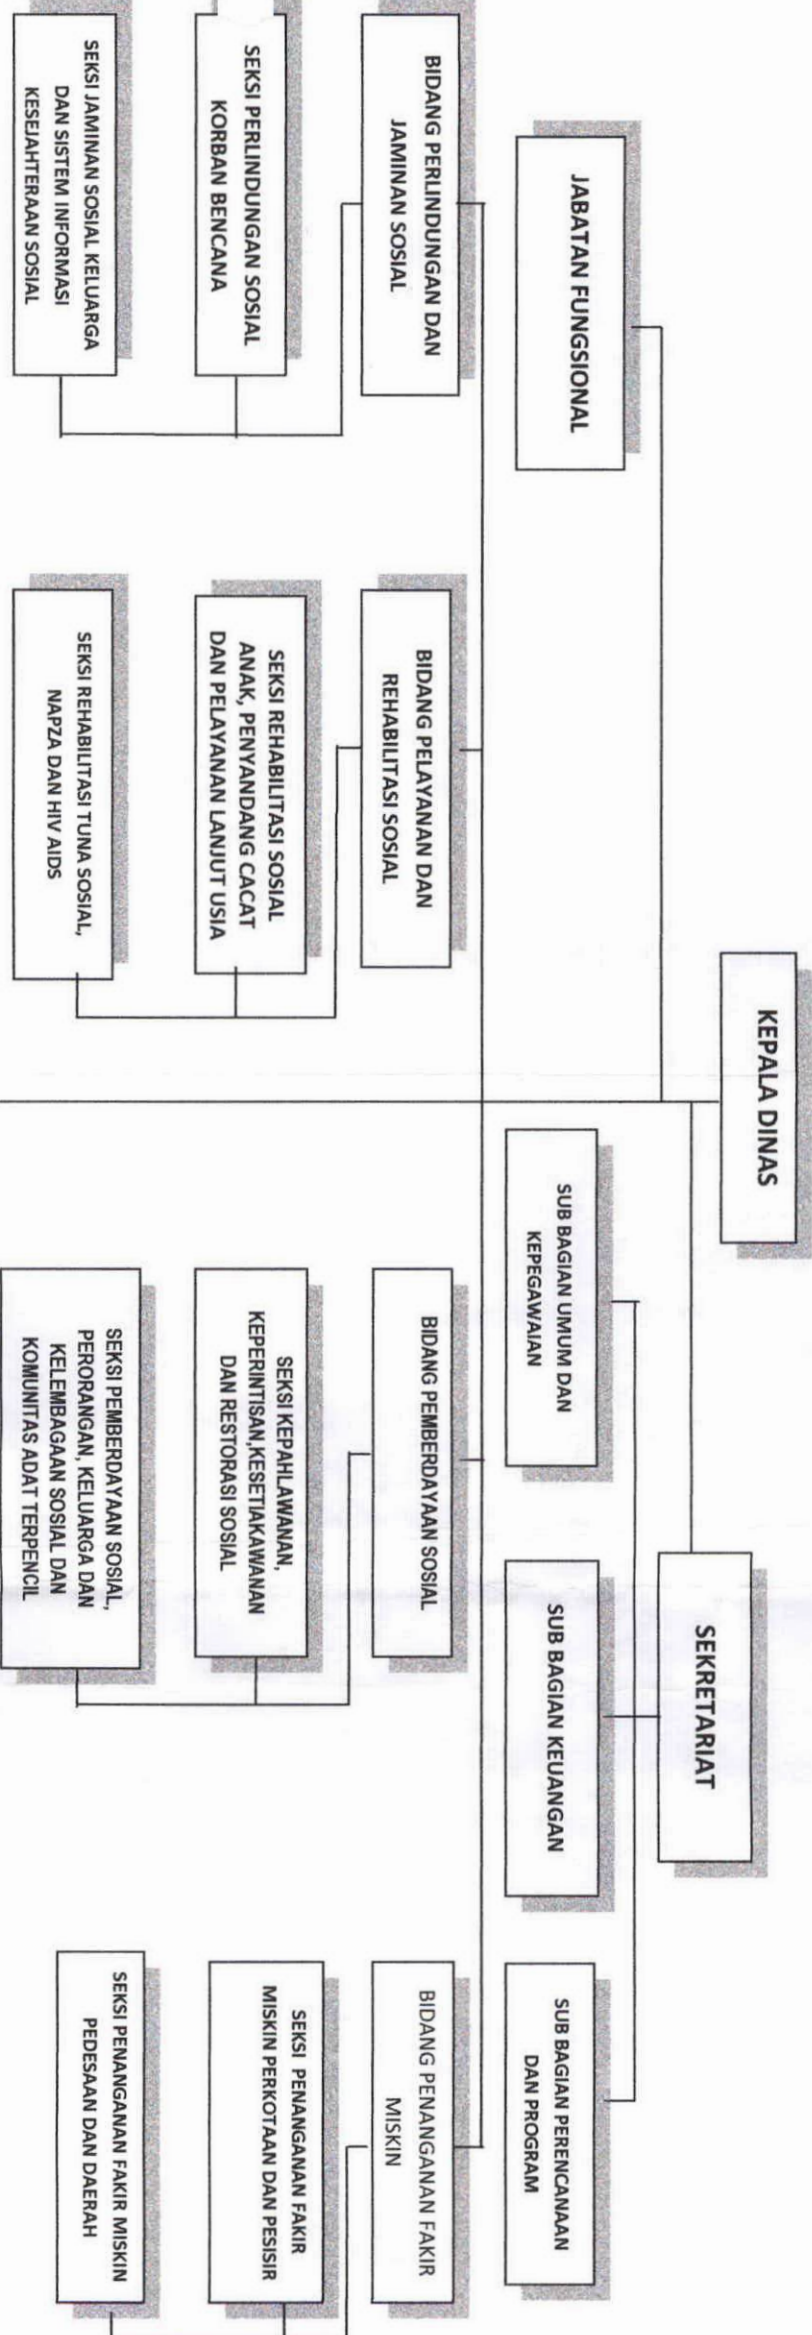 KEPALA DINAS
SEKRETARIAT
JABATAN FUNGSIONAL
SUB BAGIAN UMUM DAN
KEPEGAWAIAN
SUB BAGIAN KEUANGAN
SUB BAGIAN PERENCANAAN
DAN PROGRAM
BIDANG PERLINDUNGAN DAN
JAMINAN SOSIAL
BIDANG PELAYANAN DAN
REHABILITASI SOSIAL
BIDANG PEMBERDAYAAN SOSIAL
BIDANG PENANGANAN FAKIR
MISKIN
SEKSI PERLINDUNGAN SOSIAL
KORBAN BENCANA
SEKSI REHABILITASI SOSIAL
ANAK, PENYANDANG CACAT
DAN PELAYANAN LANJUT USIA
SEKSI KEPAHLAWANAN,
KEPERINTISAN,KESETIAKAWANAN
DAN RESTORASI SOSIAL
SEKSI PENANGANAN FAKIR
MISKIN PERKOTAAN DAN PESISIR
SEKSI JAMINAN SOSIAL KELUARGA
DAN SISTEM INFORMASI
KESEJAHTERAAN SOSIAL
SEKSI REHABILITASI TUNA SOSIAL,
NAPZA DAN HIV AIDS
SEKSI PEMBERDAYAAN SOSIAL,
PERORANGAN, KELUARGA DAN
KELEMBAGAAN SOSIAL DAN
KOMUNITAS ADAT TERPENCIL
SEKSI PENANGANAN FAKIR MISKIN
PEDESAAN DAN DAERAH